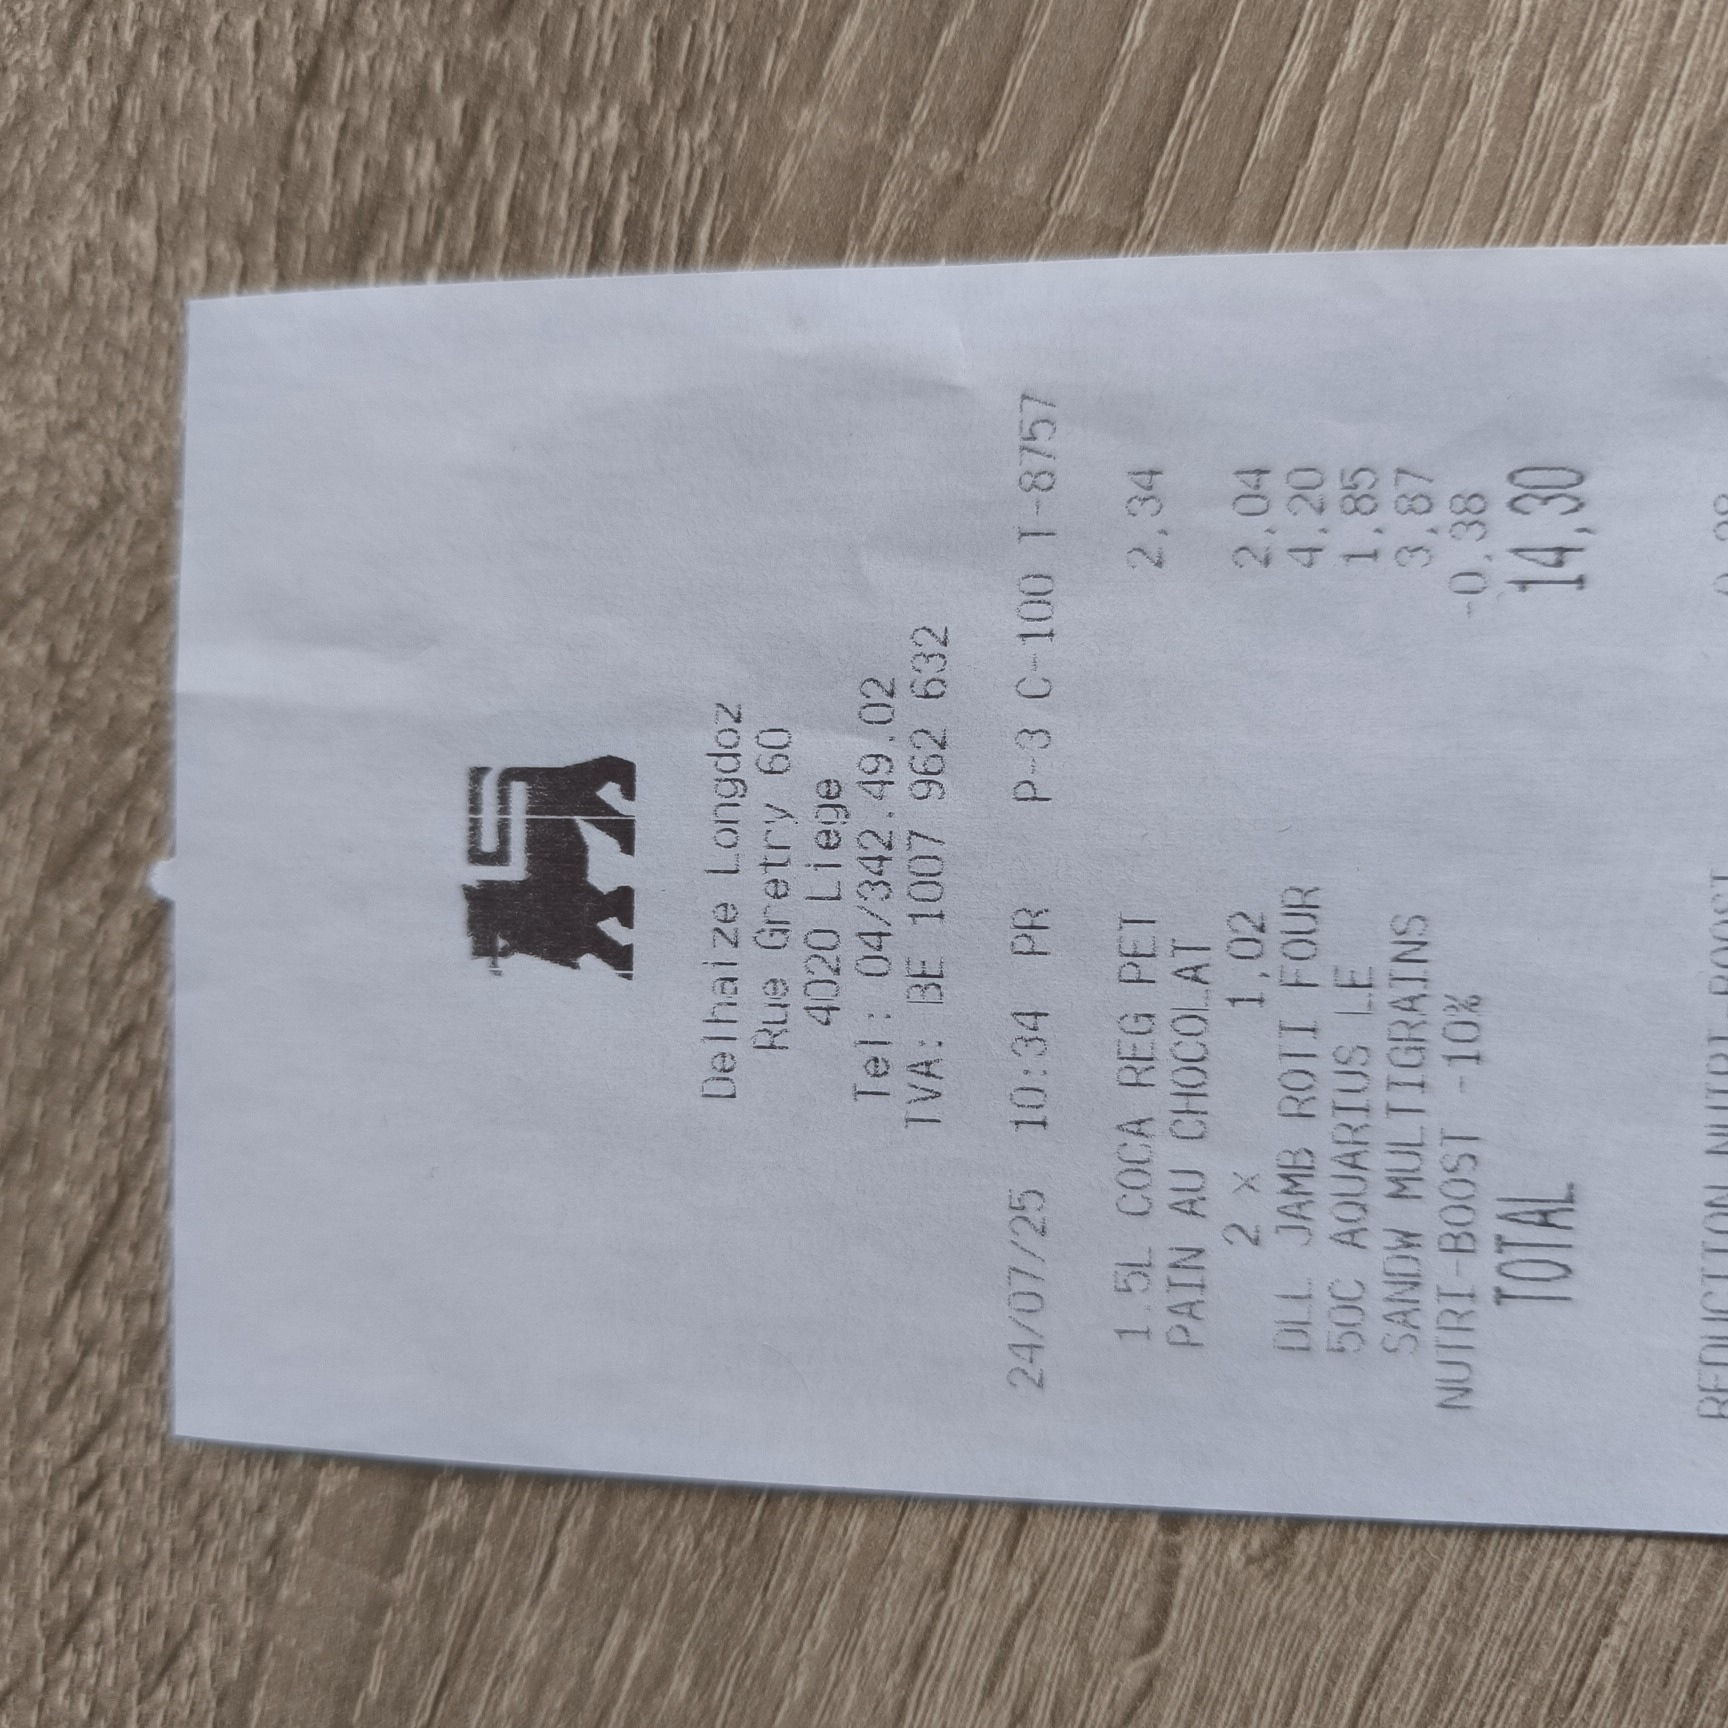 Delhaize Longdoz
Rue Gretry 60
4020 Liege
Tel: 04/342.49.02
TVA: BE 1007 962 632
24/07/25 10:34 PR P-3 C-100 T-8757
1.5L COCA REG PET 2,34
PAIN AU CHOCOLAT
2 x 1,02 2,04
DLL JAMB ROTI FOUR 4,20
50C AQUARIUS LE 1,85
SANDW MULTIGRAINS 3,87
NUTRI-BOOST -10% -0,38
TOTAL 14,30
REDUCTION NUTRI BOOST